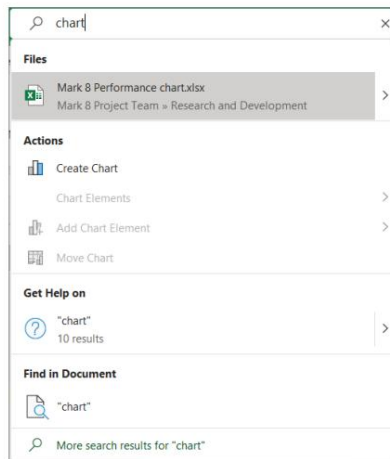 chart
Files
Mark 8 Performance chart.xlsx
Mark 8 Project Team » Research and Development
Actions
Create Chart
Chart Elements
Add Chart Element
Move Chart
Get Help on
"chart"
10 results
Find in Document
"chart"
More search results for "chart"